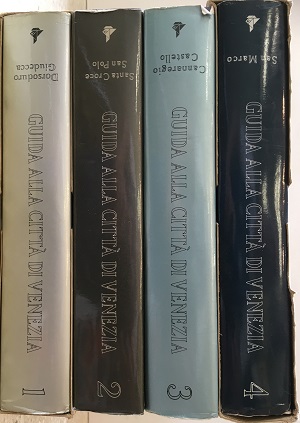 Dorsoduro
Giudecca
GUIDA ALLA CITTÀ DI VENEZIA
1
Santa Croce
San Polo
GUIDA ALLA CITTÀ DI VENEZIA
2
Cannaregio
Castello
GUIDA ALLA CITTÀ DI VENEZIA
3
San Marco
GUIDA ALLA CITTÀ DI VENEZIA
4